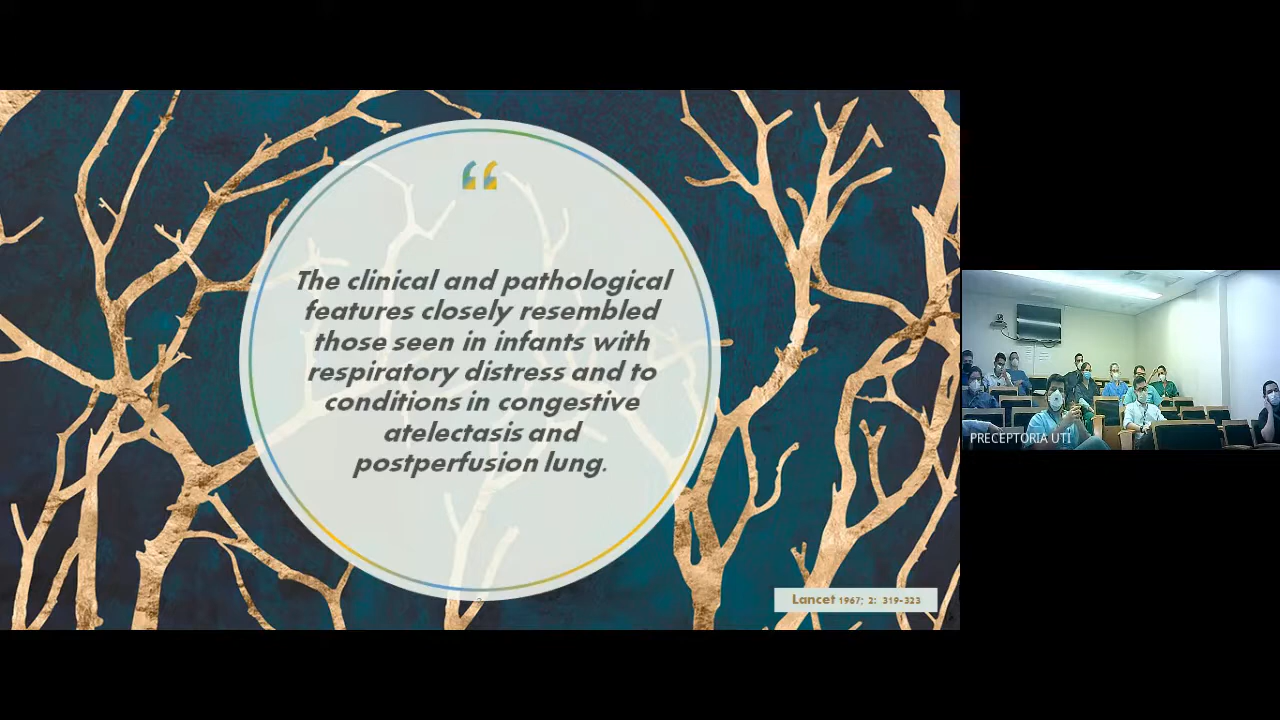 “
The clinical and pathological
features closely resembled
those seen in infants with
respiratory distress and to
conditions in congestive
atelectasis and
postperfusion lung.
Lancet 1967; 2: 319-323
PRECEPTORIA UTI